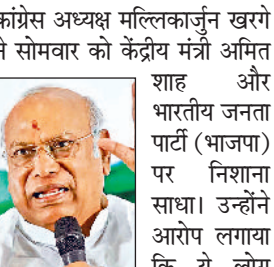 कांग्रेस अध्यक्ष मल्लिकार्जुन खरगे
ने सोमवार को केंद्रीय मंत्री अमित
शाह और
भारतीय जनता
पार्टी (भाजपा)
पर निशाना
साधा। उन्होंने
आरोप लगाया
कि ये लोग